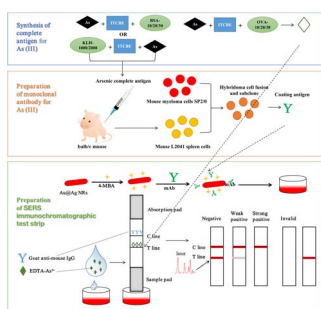 Synthesis of
complete
antigen for
As (III)
As
ITCBE
BSA-
10/20/30
OR
KLH-
1000/2000
ITCBE
As
As
ITCBE
OVA-
10/20/30
Preparation
of monoclonal
antibody for
As (III)
Arsenic complete antigen
balb/c mouse
Mouse myeloma cells SP2/0
Mouse L2041 spleen cells
Hybridoma cell fusion
and subclone
Coating antigen
Preparation
of SERS
immunochromatographic
test strip
Au@Ag NRs
4-MBA
mAb
mAb
Absorption pad
C line
T line
Sample pad
Goat anti-mouse IgG
EDTA-As³⁺
laser
Negative
Weak
positive
Strong
positive
Invalid
C line
T line